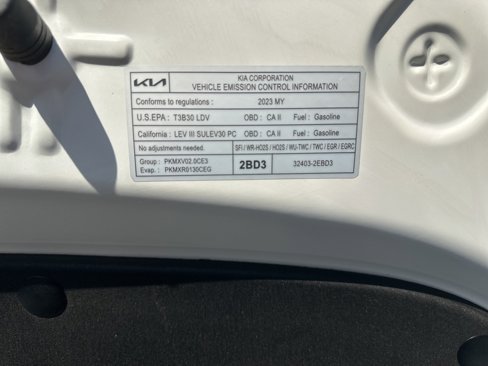 KIA
KIA CORPORATION
VEHICLE EMISSION CONTROL INFORMATION
Conforms to regulations : 2023 MY
U.S.EPA : T3B30 LDV OBD : CA II Fuel : Gasoline
California : LEV III SULEV30 PC OBD : CA II Fuel : Gasoline
No adjustments needed. SFI / WR-HO2S / HO2S / WU-TWC / TWC / EGR / EGRC
Group : PKMXV02.0CE3
Evap. : PKMXR0130CEG
2BD3
32403-2EBD3